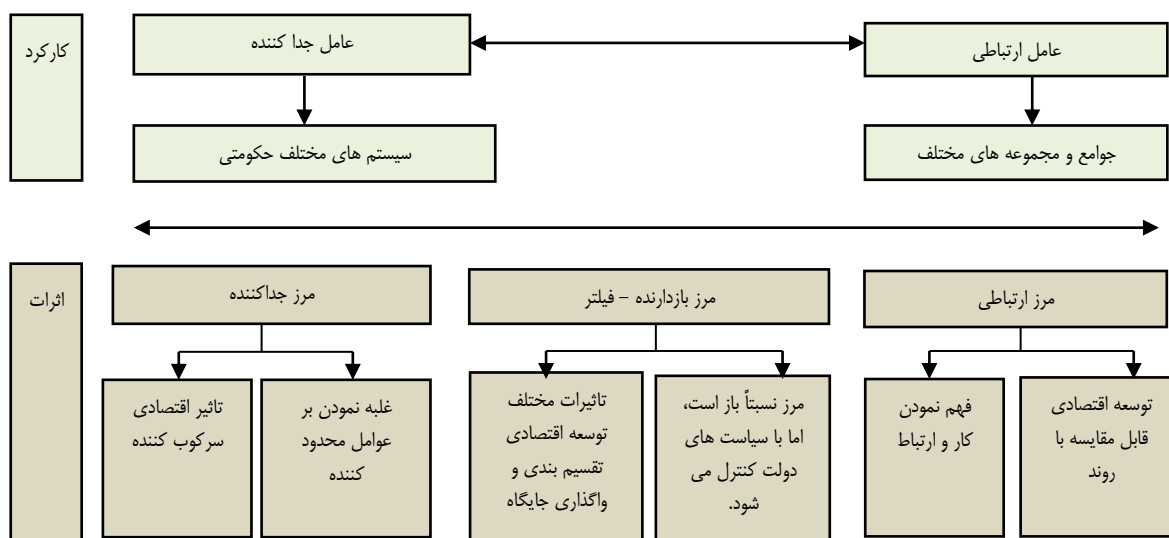 کارکرد
عامل ارتباطی
عامل جدا کننده
جوامع و مجموعه های مختلف
سیستم های مختلف حکومتی
اثرات
مرز ارتباطی
مرز بازدارنده – فیلتر
مرز جداکننده
توسعه اقتصادی
قابل مقایسه با
روند
فهم نمودن
کار و ارتباط
مرز نسبتاً باز است،
اما با سیاست های
دولت کنترل می
شود.
تاثیرات مختلف
توسعه اقتصادی
تقسیم بندی و
واگذاری جایگاه
غلبه نمودن بر
عوامل محدود
کننده
تاثیر اقتصادی
سرکوب کننده